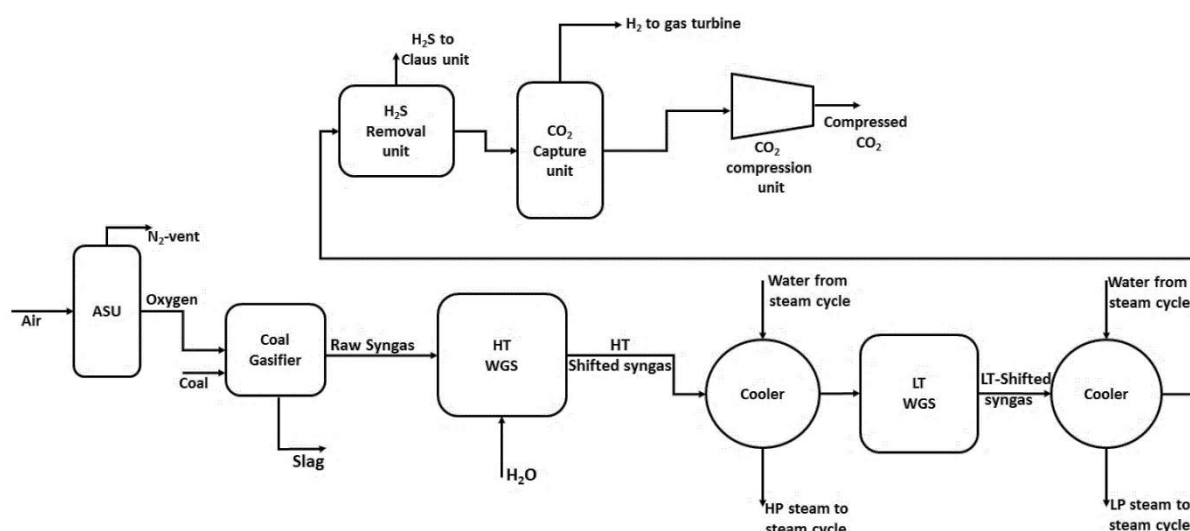 H₂ to gas turbine
H₂S to
Claus unit
H₂S
Removal
unit
CO₂
Capture
unit
CO₂
compression
unit
Compressed
CO₂
N₂-vent
Air
ASU
Oxygen
Coal
Coal
Gasifier
Slag
Raw Syngas
HT
WGS
H₂O
HT
Shifted syngas
Water from
steam cycle
Cooler
HP steam to
steam cycle
LT
WGS
LT-Shifted
syngas
Water from
steam cycle
Cooler
LP steam to
steam cycle